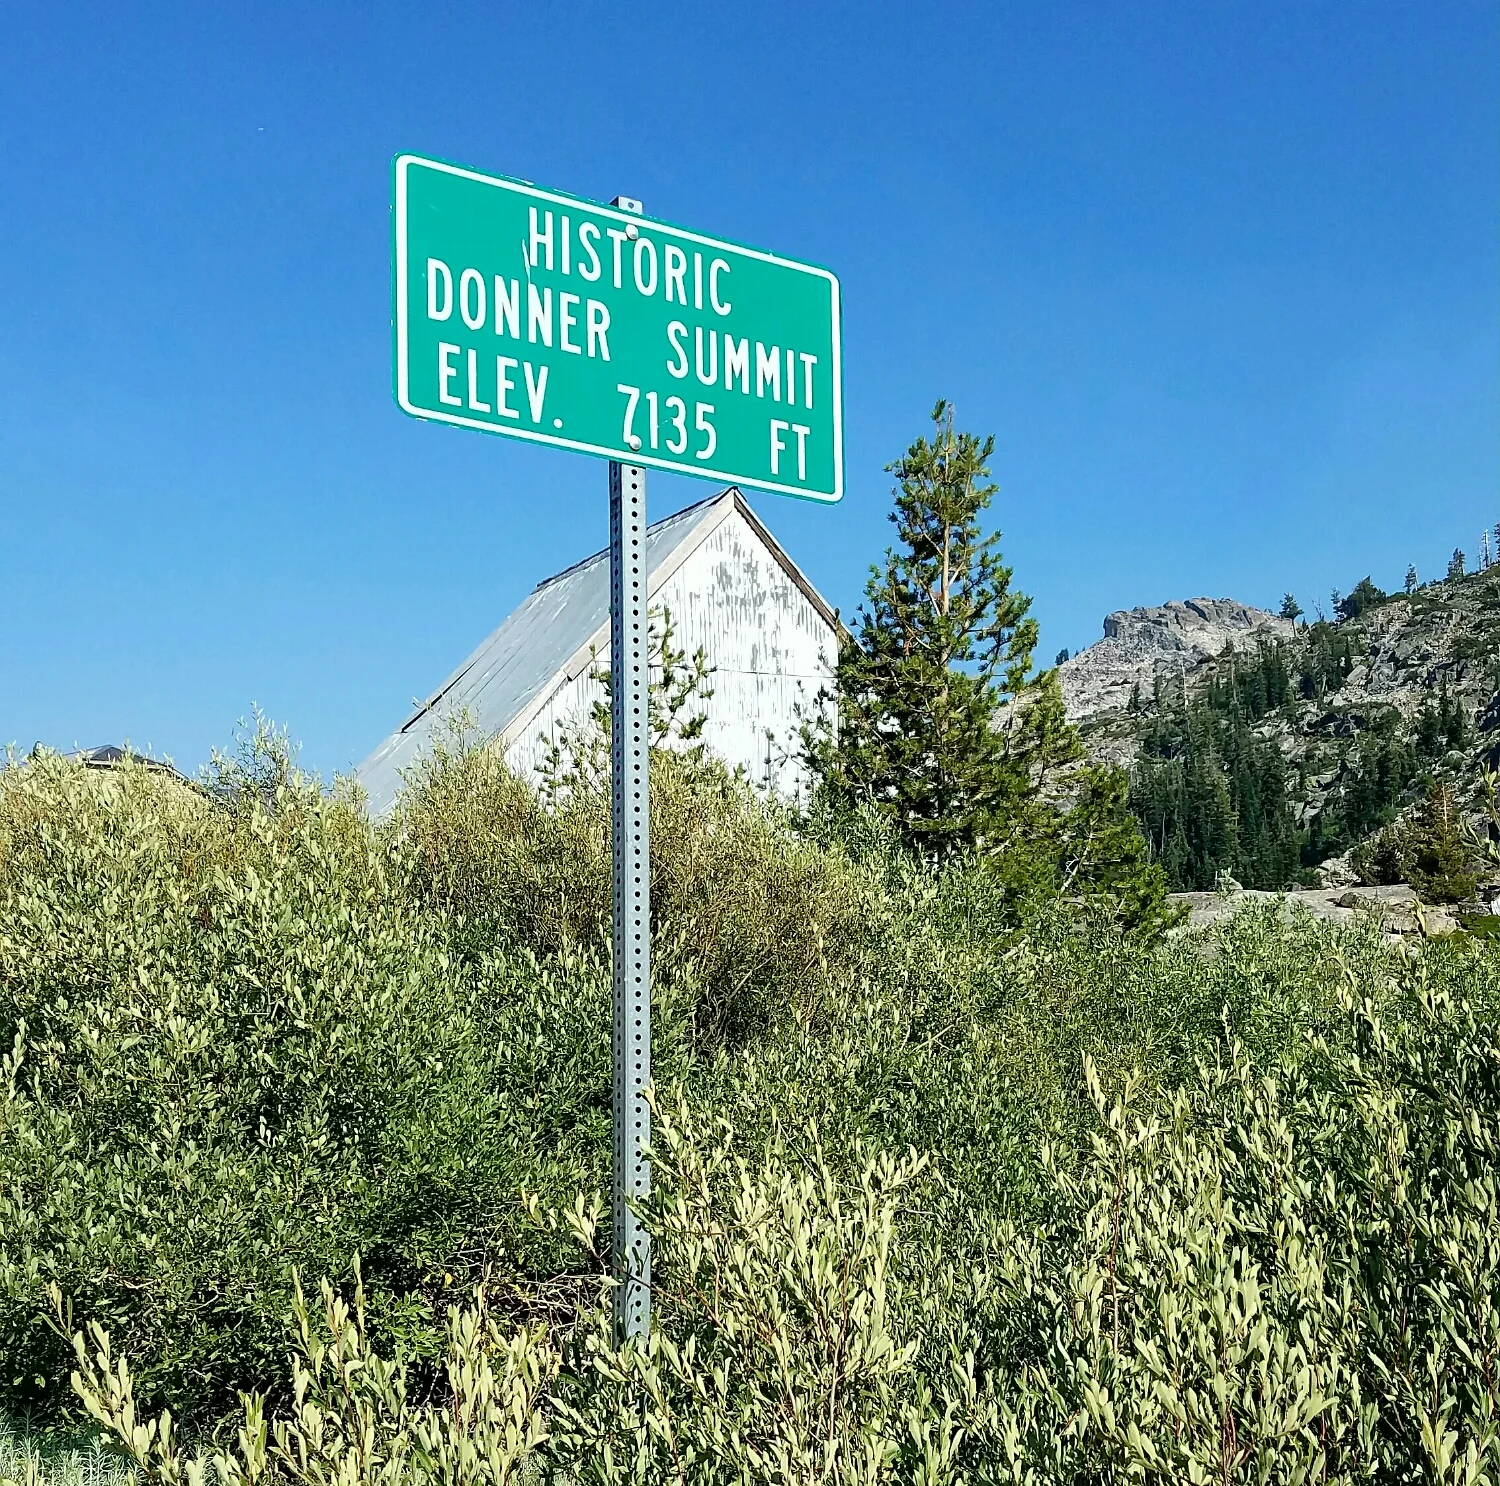 HISTORIC
DONNER SUMMIT
ELEV. 7135 FT